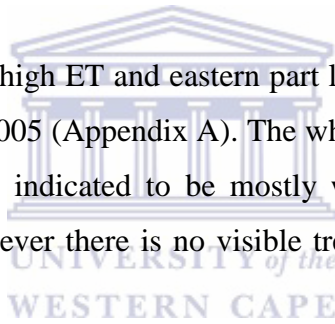 high ET and eastern part l
005 (Appendix A). The wh
indicated to be mostly v
ever there is no visible tre
UNIVERSITY of the
WESTERN CAPE